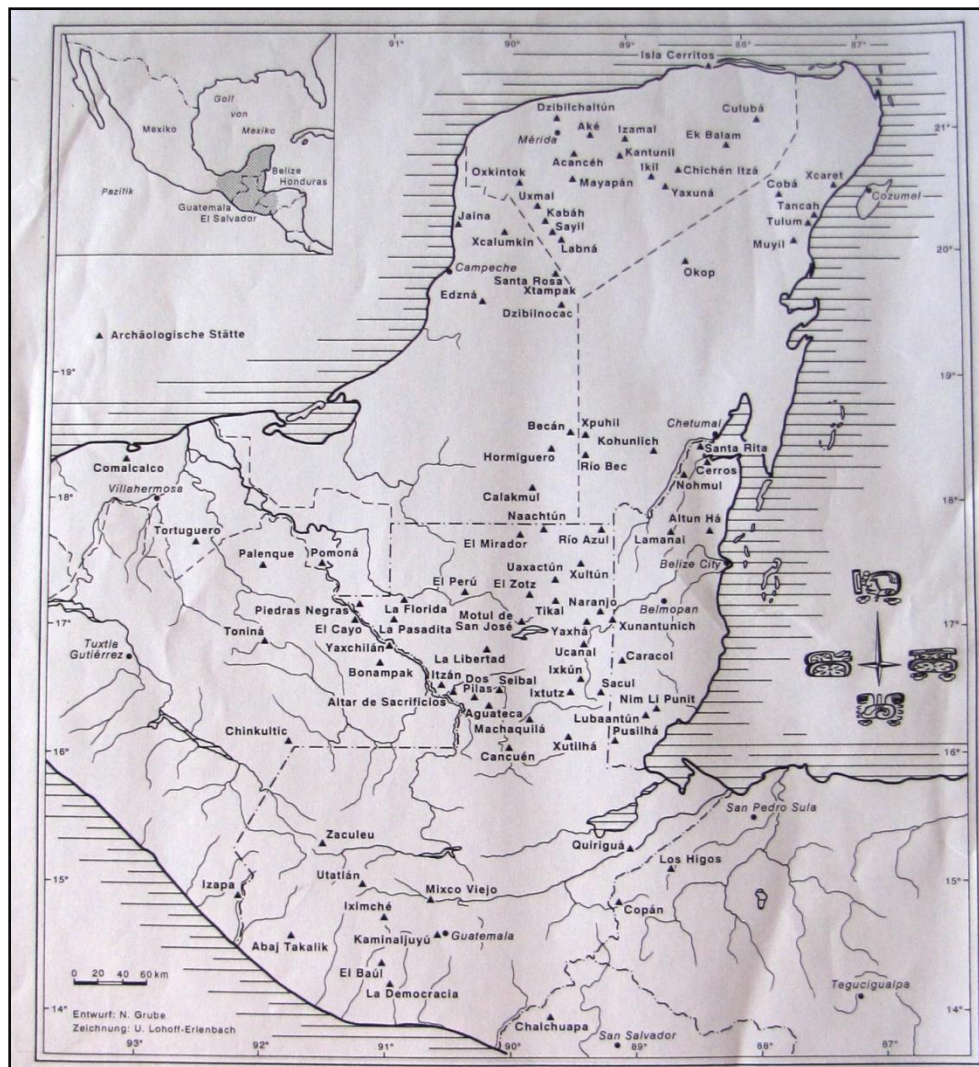 91°
90°
89°
88°
87°
Golf
von
Mexiko
Mexiko
Pazifik
Belize
Honduras
Guatemala
El Salvador
Isla Cerritos
Dzibilchaltún
Culubá
Mérida
Aké
Izamal
Ek Balam
21°
Acancéh
Kantunil
Oxkintok
Mayapán
Ikil
Chichén Itzá
Yaxuná
Xcaret
Cobá
Cozumel
Uxmal
Kabáh
Tancah
Jaina
Sayil
Tulum
Xcalumkin
Labná
Muyil
20°
Campeche
Santa Rosa
Xtampak
Okop
Edzná
Dzibilnocac
Archäologische Stätte
19°
19°
Becán
Xpuhil
Chetumal
Kohunlich
Santa Rita
Hormiguero
Río Bec
Cerros
Comalcalco
Nohmul
Villahermosa
Calakmul
18°
18°
Naachtún
Altun Há
Tortuguero
El Mirador
Río Azul
Lamanai
Palenque
Pomoná
Uaxactún
Xultún
Belize City
El Perú
El Zotz
Piedras Negras
La Florida
Tikal
Naranjo
Belmopan
Motul de
San José
17°
17°
El Cayo
La Pasadita
Yaxhá
Xunantunich
Toniná
Tuxtla
Gutiérrez
Yaxchilán
Ucanal
La Libertad
Caracol
Bonampak
Itzán
Dos
Pilas
Seibal
Ixkún
Ixtutz
Sacul
Altar de Sacrificios
Nim Li Punit
Aguateca
Lubaantún
Machaquilá
Pusilhá
Chinkultic
Xutilhá
Cancuén
16°
16°
San Pedro Sula
Zaculeu
Quiriguá
Los Higos
Utatlán
15°
15°
Izapa
Mixco Viejo
Iximché
Copán
Abaj Takalik
Kaminaljuyú
Guatemala
El Baúl
La Democracia
0 20 40 60 km
Tegucigualpa
Entwurf: N. Grube
Zeichnung: U. Lohoff-Erlenbach
14°
14°
Chalchuapa
San Salvador
93°
92°
91°
90°
89°
88°
87°